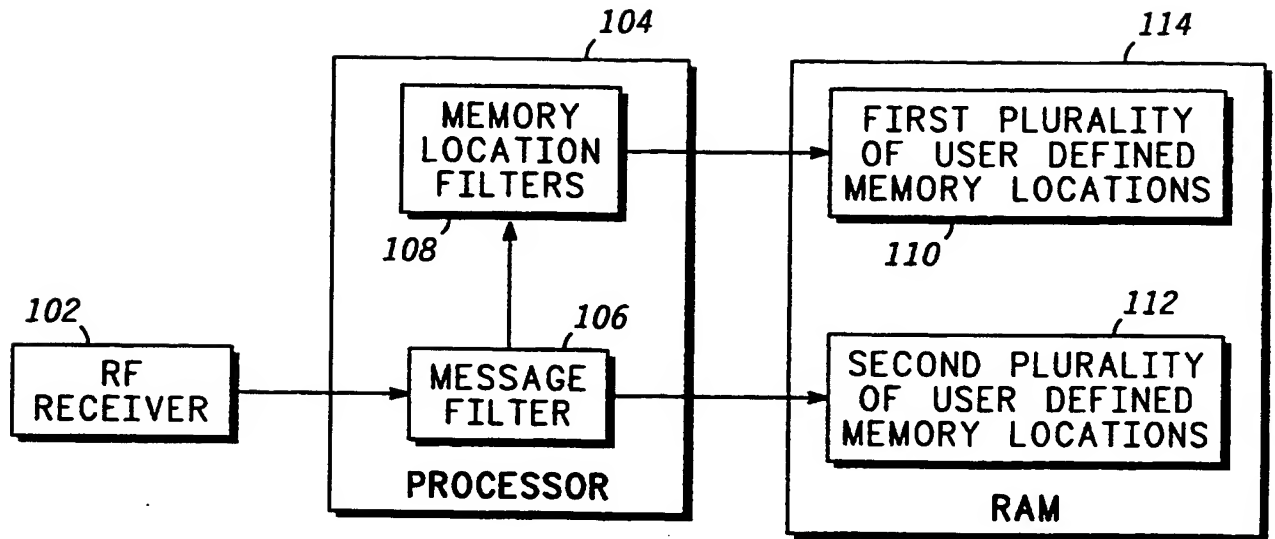 104
114
MEMORY
LOCATION
FILTERS
108
FIRST PLURALITY
OF USER DEFINED
MEMORY LOCATIONS
110
102
RF
RECEIVER
106
MESSAGE
FILTER
PROCESSOR
112
SECOND PLURALITY
OF USER DEFINED
MEMORY LOCATIONS
RAM